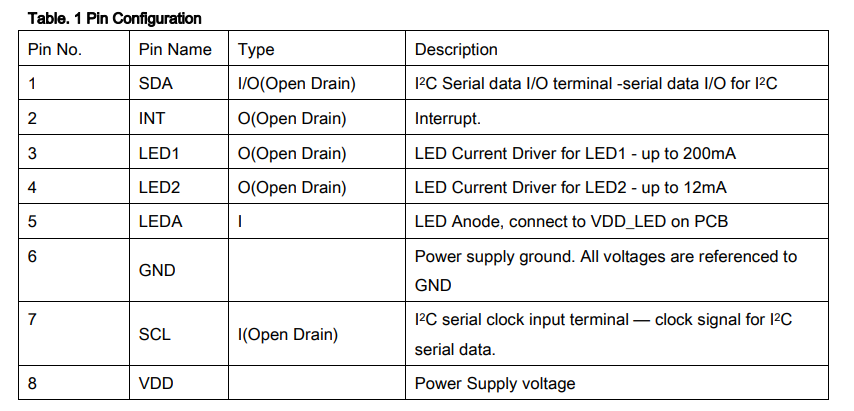 Table. 1 Pin Configuration
Pin No. Pin Name Type Description
1 SDA I/O(Open Drain) I²C Serial data I/O terminal -serial data I/O for I²C
2 INT O(Open Drain) Interrupt.
3 LED1 O(Open Drain) LED Current Driver for LED1 - up to 200mA
4 LED2 O(Open Drain) LED Current Driver for LED2 - up to 12mA
5 LEDA I LED Anode, connect to VDD_LED on PCB
6 GND Power supply ground. All voltages are referenced to
GND
7 SCL I(Open Drain) I²C serial clock input terminal — clock signal for I²C
serial data.
8 VDD Power Supply voltage